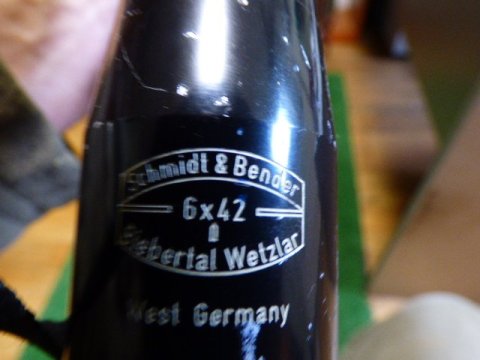 Schmidt & Bender
6x42
Biebertal Wetzlar
West Germany